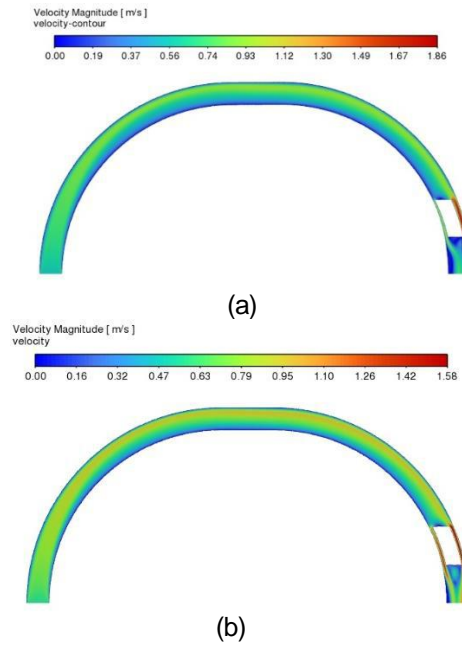 Velocity Magnitude [ m/s ]
velocity-contour
0.00 0.19 0.37 0.56 0.74 0.93 1.12 1.30 1.49 1.67 1.86
(a)
Velocity Magnitude [ m/s ]
velocity
0.00 0.16 0.32 0.47 0.63 0.79 0.95 1.10 1.26 1.42 1.58
(b)